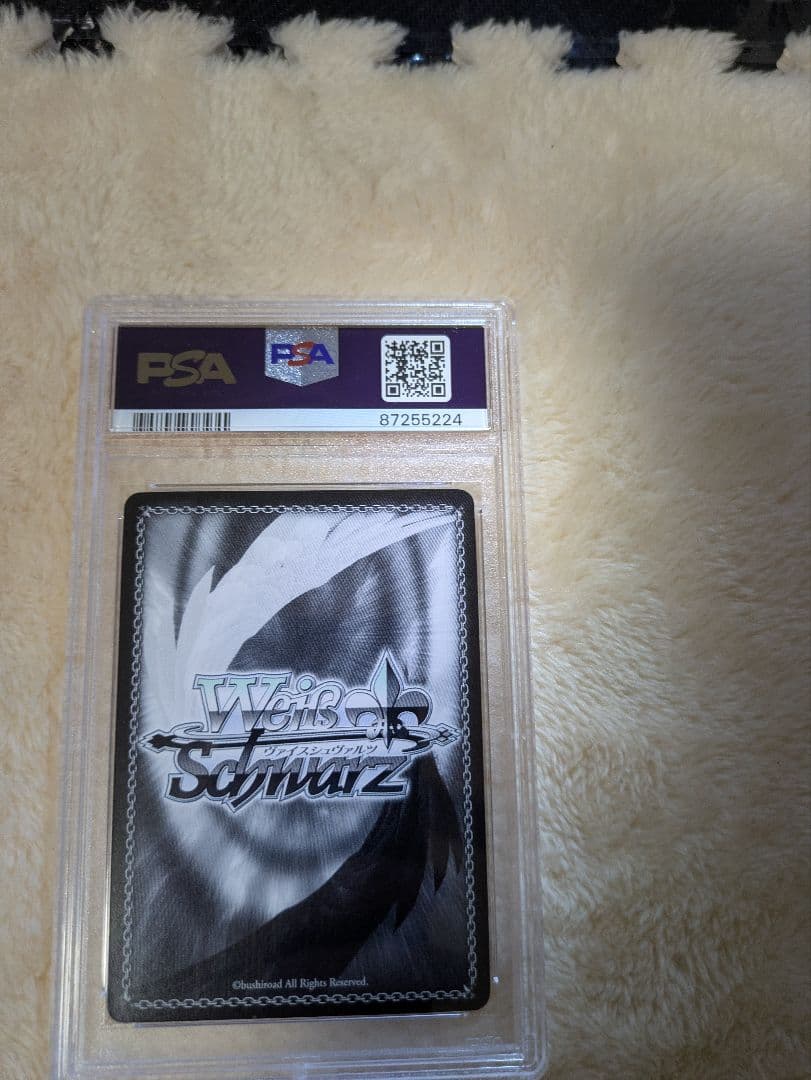 PSA
PSA
87255224
Weiß
ヴァイスシュヴァルツ
Schwarz
©bushiroad All Rights Reserved.